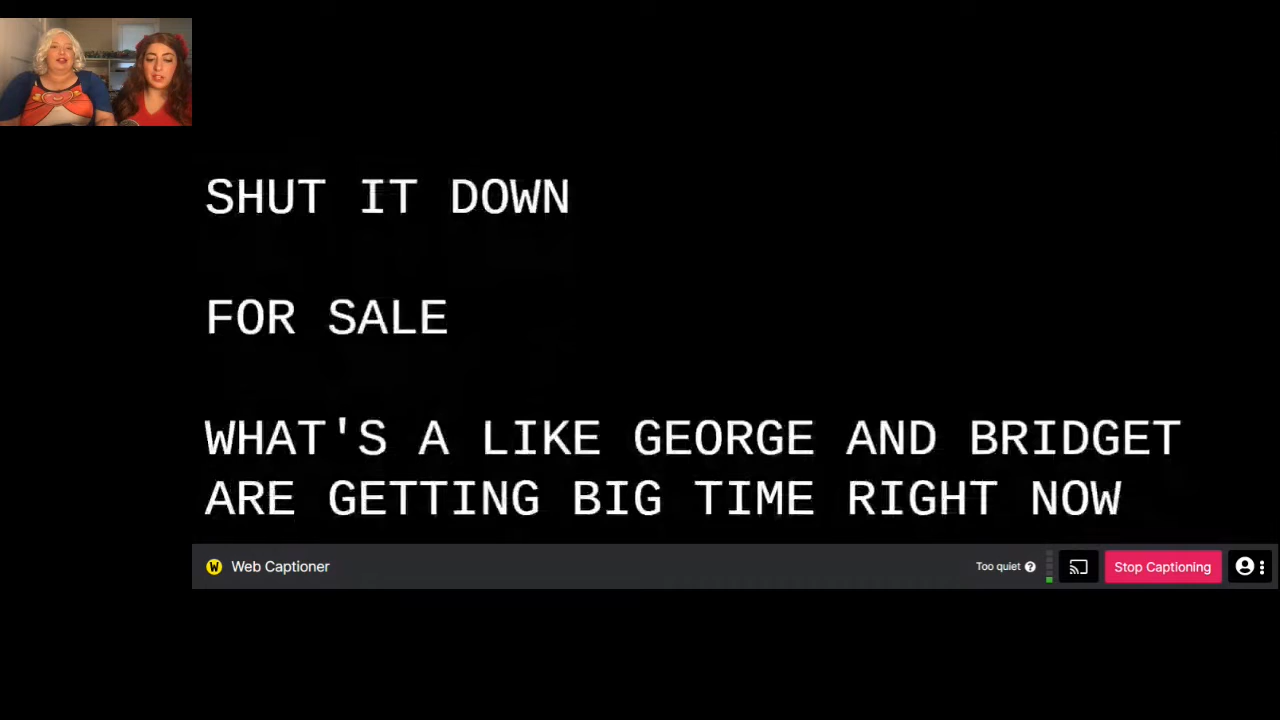 SHUT IT DOWN
FOR SALE
WHAT'S A LIKE GEORGE AND BRIDGET
ARE GETTING BIG TIME RIGHT NOW
W Web Captioner Too quiet ? Stop Captioning